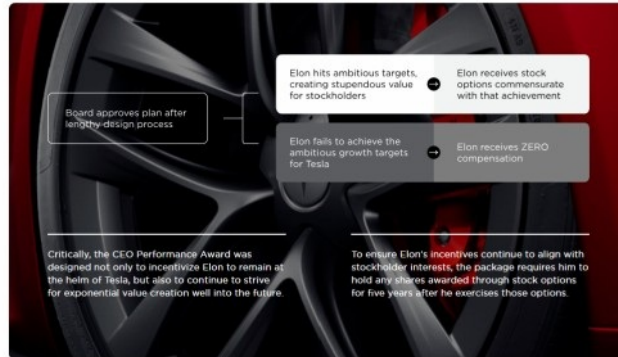 Board approves plan after
lengthy design process
Elon hits ambitious targets,
creating stupendous value
for stockholders
Elon receives stock
options commensurate
with that achievement
Elon fails to achieve the
ambitious growth targets
for Tesla
Elon receives ZERO
compensation
Critically, the CEO Performance Award was
designed not only to incentivize Elon to remain at
the helm of Tesla, but also to continue to strive
for exponential value creation well into the future.
To ensure Elon's incentives continue to align with
stockholder interests, the package requires him to
hold any shares awarded through stock options
for five years after he exercises those options.